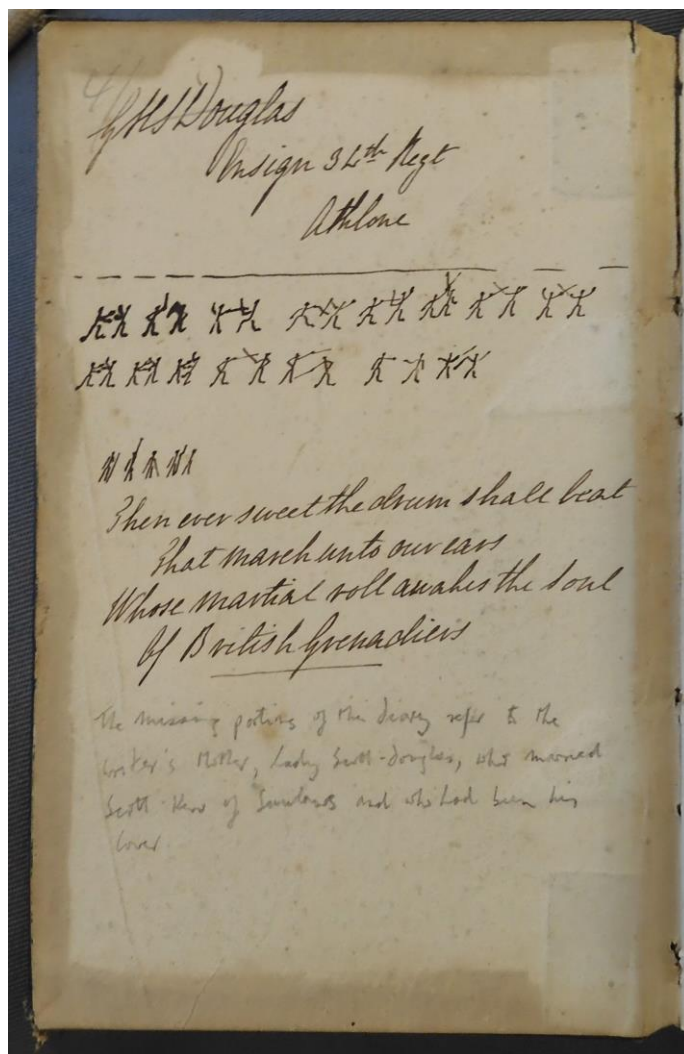 GHS Douglas
Ensign 34th Regt
Athlone
Then ever sweet the drum shall beat
That march unto our ears
Whose martial roll awakes the Soul
Of British Grenadiers
The missing portions of the diary refer to the
writer's Mother, Lady Scott-Douglas, who married
Scott Kerr of Sunlaws and who had been his
lover